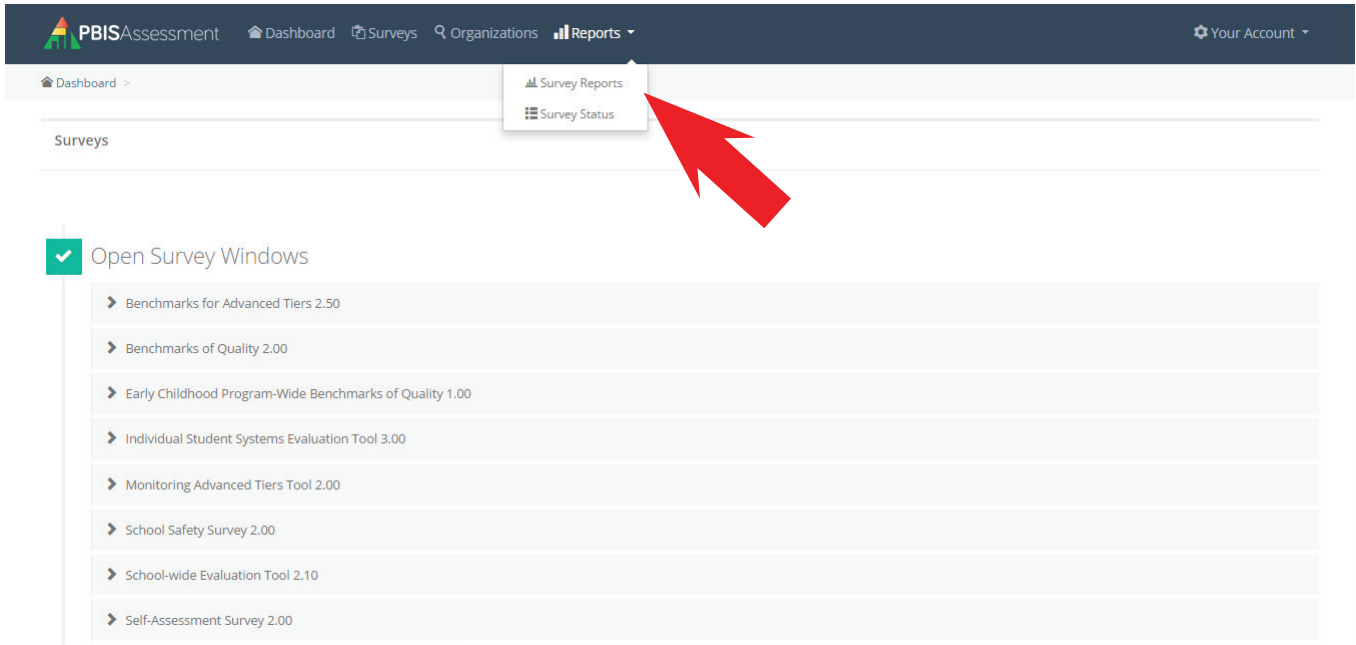 PBISAssessment Dashboard Surveys Organizations Reports Your Account
Dashboard >
Survey Reports
Survey Status
Surveys
Open Survey Windows
Benchmarks for Advanced Tiers 2.50
Benchmarks of Quality 2.00
Early Childhood Program-Wide Benchmarks of Quality 1.00
Individual Student Systems Evaluation Tool 3.00
Monitoring Advanced Tiers Tool 2.00
School Safety Survey 2.00
School-wide Evaluation Tool 2.10
Self-Assessment Survey 2.00